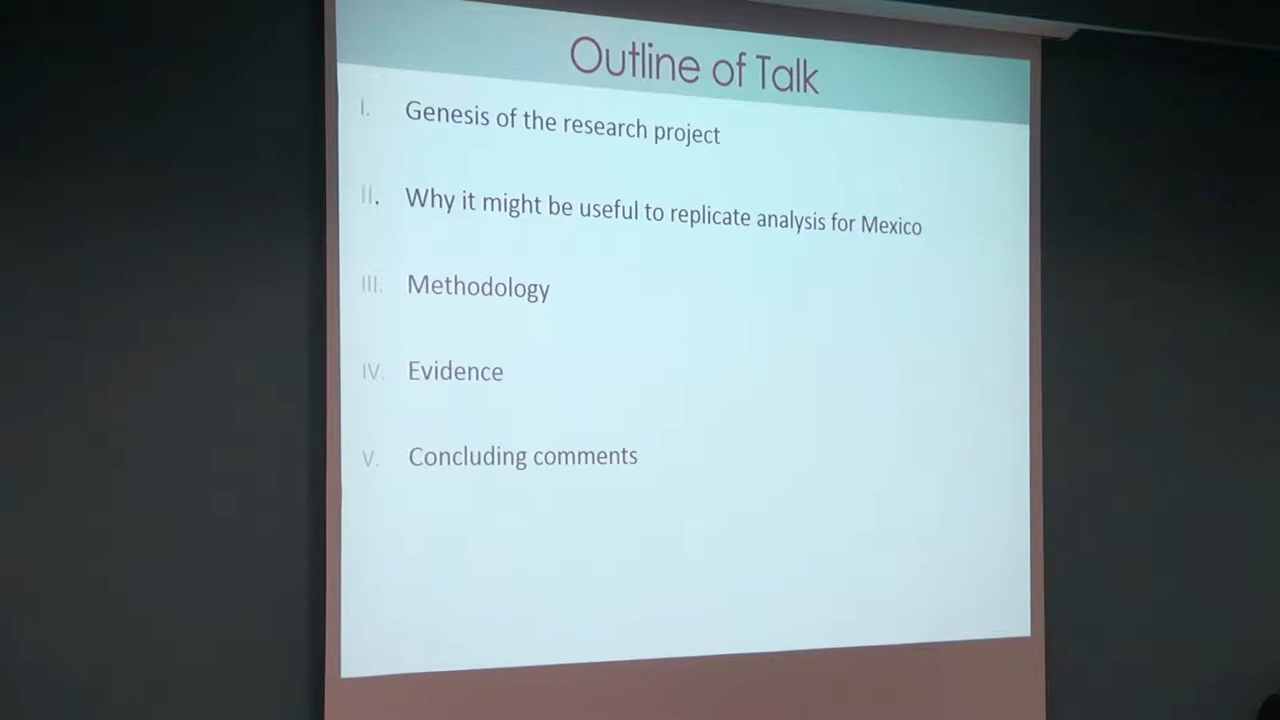 Outline of Talk
I. Genesis of the research project
II. Why it might be useful to replicate analysis for Mexico
III. Methodology
IV. Evidence
V. Concluding comments